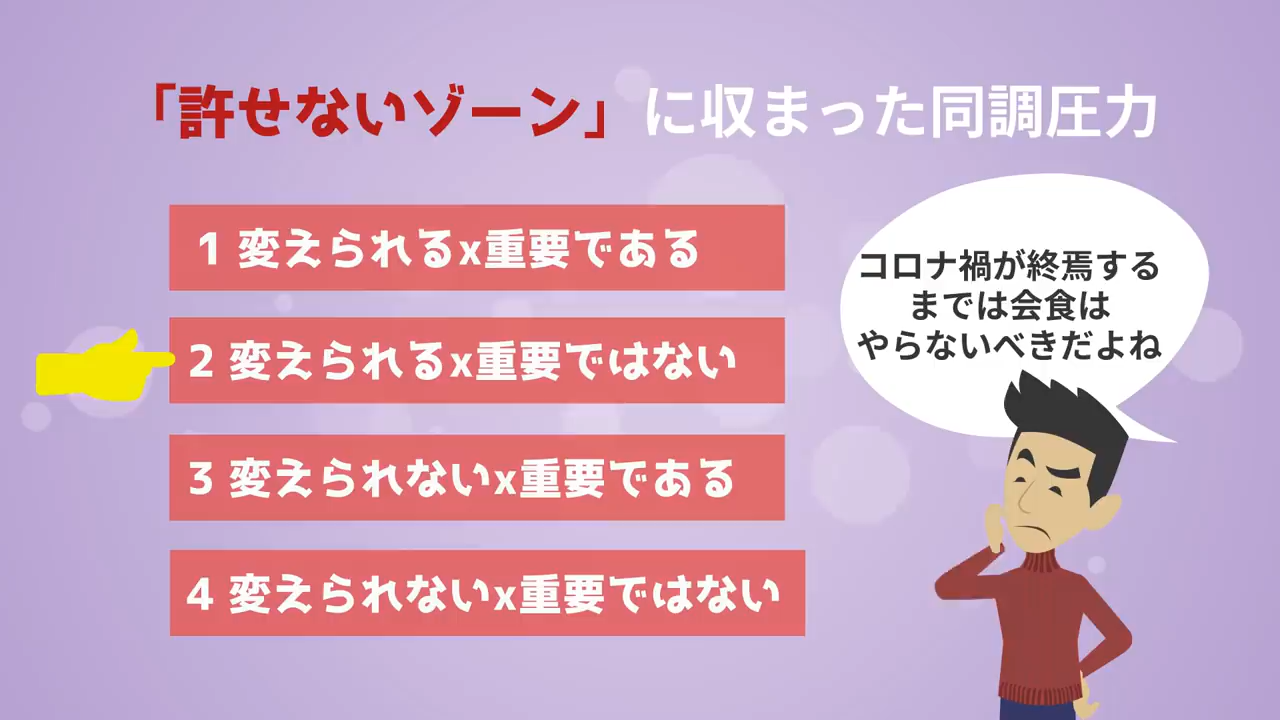 「許せないゾーン」に収まった同調圧力
1 変えられるx重要である
2 変えられるx重要ではない
3 変えられないx重要である
4 変えられないx重要ではない
コロナ禍が終焉する
までは会食は
やらないべきだよね